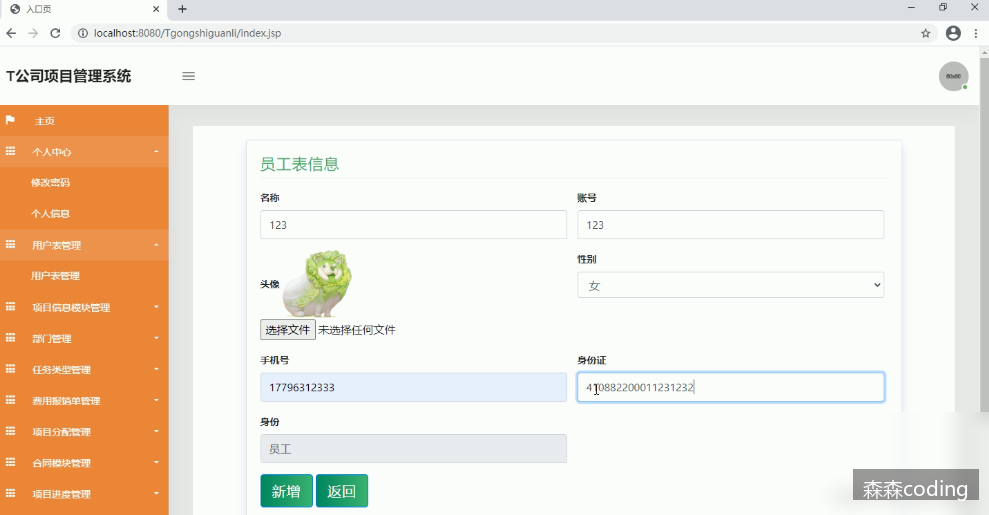 入口页
localhost:8080/Tgongshiguanli/index.jsp
T公司项目管理系统
60x60
主页
个人中心
修改密码
个人信息
用户表管理
用户表管理
项目信息模块管理
部门管理
任务类型管理
费用报销单管理
项目分配管理
合同模块管理
项目进度管理
员工表信息
名称
账号
123
123
头像
性别
女
选择文件 未选择任何文件
手机号
身份证
17796312333
410882200011231232
身份
员工
新增 返回
森森coding